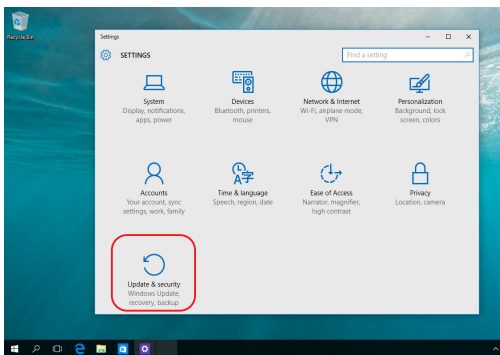 Recycle Bin
Settings
SETTINGS
Find a setting
System
Display, notifications,
apps, power
Devices
Bluetooth, printers,
mouse
Network & Internet
Wi-Fi, airplane mode,
VPN
Personalization
Background, lock
screen, colors
Accounts
Your account, sync
settings, work, family
Time & language
Speech, region, date
Ease of Access
Narrator, magnifier,
high contrast
Privacy
Location, camera
Update & security
Windows Update,
recovery, backup